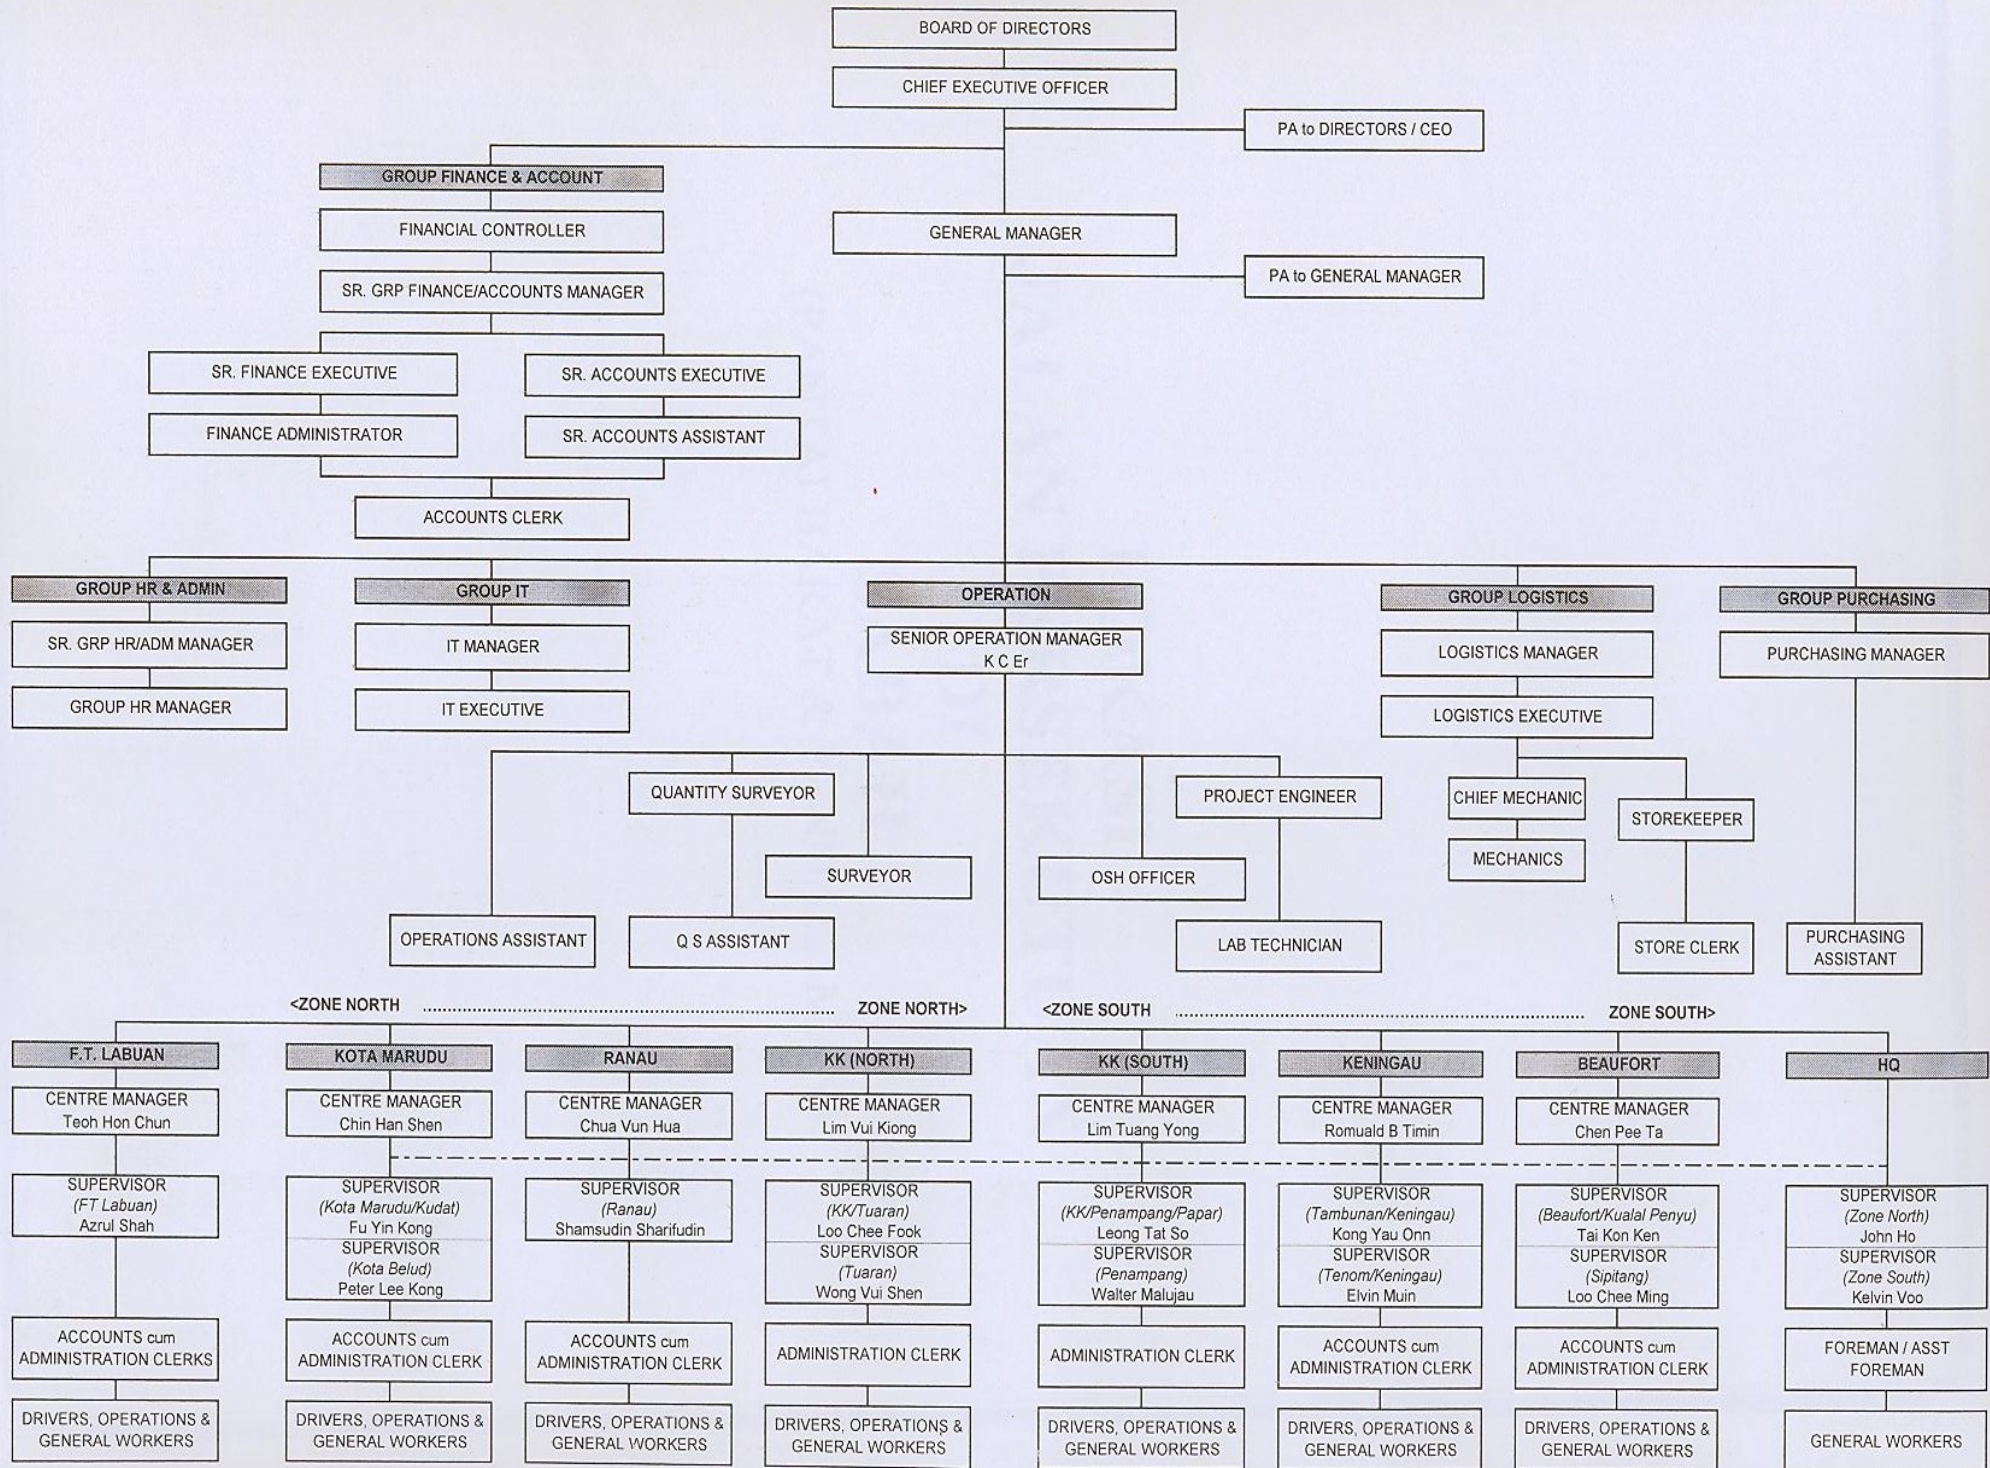 BOARD OF DIRECTORS
CHIEF EXECUTIVE OFFICER
PA to DIRECTORS / CEO
GROUP FINANCE & ACCOUNT
FINANCIAL CONTROLLER
GENERAL MANAGER
SR. GRP FINANCE/ACCOUNTS MANAGER
PA to GENERAL MANAGER
SR. FINANCE EXECUTIVE
SR. ACCOUNTS EXECUTIVE
FINANCE ADMINISTRATOR
SR. ACCOUNTS ASSISTANT
ACCOUNTS CLERK
GROUP HR & ADMIN
SR. GRP HR/ADM MANAGER
GROUP HR MANAGER
GROUP IT
IT MANAGER
IT EXECUTIVE
OPERATION
SENIOR OPERATION MANAGER
K C Er
GROUP LOGISTICS
LOGISTICS MANAGER
LOGISTICS EXECUTIVE
GROUP PURCHASING
PURCHASING MANAGER
QUANTITY SURVEYOR
PROJECT ENGINEER
CHIEF MECHANIC
STOREKEEPER
MECHANICS
SURVEYOR
OSH OFFICER
OPERATIONS ASSISTANT
Q S ASSISTANT
LAB TECHNICIAN
STORE CLERK
PURCHASING
ASSISTANT
<ZONE NORTH ........ ZONE NORTH>
<ZONE SOUTH ........ ZONE SOUTH>
F.T. LABUAN
CENTRE MANAGER
Teoh Hon Chun
SUPERVISOR
(FT Labuan)
Azrul Shah
ACCOUNTS cum
ADMINISTRATION CLERKS
DRIVERS, OPERATIONS &
GENERAL WORKERS
KOTA MARUDU
CENTRE MANAGER
Chin Han Shen
SUPERVISOR
(Kota Marudu/Kudat)
Fu Yin Kong
SUPERVISOR
(Kota Belud)
Peter Lee Kong
ACCOUNTS cum
ADMINISTRATION CLERK
DRIVERS, OPERATIONS &
GENERAL WORKERS
RANAU
CENTRE MANAGER
Chua Vun Hua
SUPERVISOR
(Ranau)
Shamsudin Sharifudin
ACCOUNTS cum
ADMINISTRATION CLERK
DRIVERS, OPERATIONS &
GENERAL WORKERS
KK (NORTH)
CENTRE MANAGER
Lim Vui Kiong
SUPERVISOR
(KK/Tuaran)
Loo Chee Fook
SUPERVISOR
(Tuaran)
Wong Vui Shen
ADMINISTRATION CLERK
DRIVERS, OPERATIONS &
GENERAL WORKERS
KK (SOUTH)
CENTRE MANAGER
Lim Tuang Yong
SUPERVISOR
(KK/Penampang/Papar)
Leong Tat So
SUPERVISOR
(Penampang)
Walter Malujau
ADMINISTRATION CLERK
DRIVERS, OPERATIONS &
GENERAL WORKERS
KENINGAU
CENTRE MANAGER
Romuald B Timin
SUPERVISOR
(Tambunan/Keningau)
Kong Yau Onn
SUPERVISOR
(Tenom/Keningau)
Elvin Muin
ACCOUNTS cum
ADMINISTRATION CLERK
DRIVERS, OPERATIONS &
GENERAL WORKERS
BEAUFORT
CENTRE MANAGER
Chen Pee Ta
SUPERVISOR
(Beaufort/Kualal Penyu)
Tai Kon Ken
SUPERVISOR
(Sipitang)
Loo Chee Ming
ACCOUNTS cum
ADMINISTRATION CLERK
DRIVERS, OPERATIONS &
GENERAL WORKERS
HQ
SUPERVISOR
(Zone North)
John Ho
SUPERVISOR
(Zone South)
Kelvin Voo
FOREMAN / ASST
FOREMAN
GENERAL WORKERS